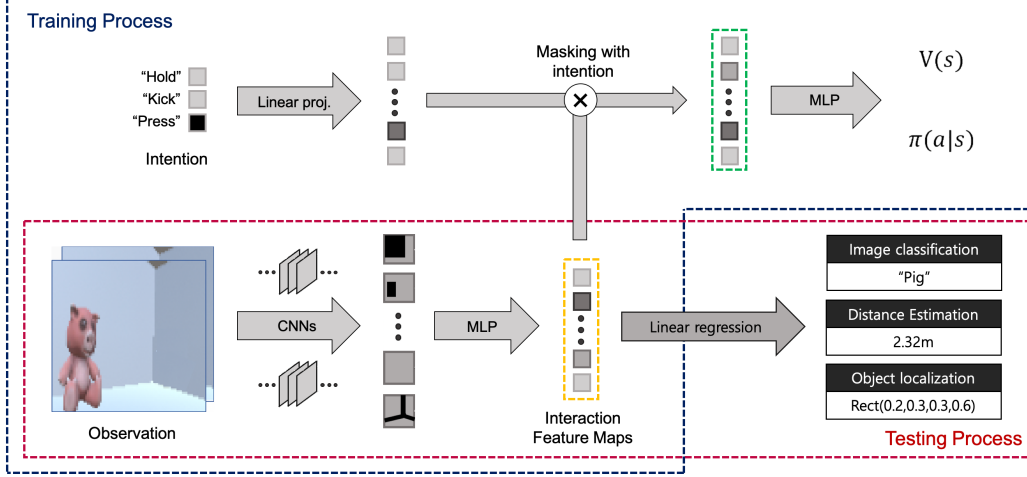 Training Process
“Hold”
“Kick”
“Press”
Intention
Linear proj.
Masking with
intention
×
MLP
V(s)
π(a|s)
Observation
CNNs
MLP
Interaction
Feature Maps
Linear regression
Image classification
“Pig”
Distance Estimation
2.32m
Object localization
Rect(0.2,0.3,0.3,0.6)
Testing Process